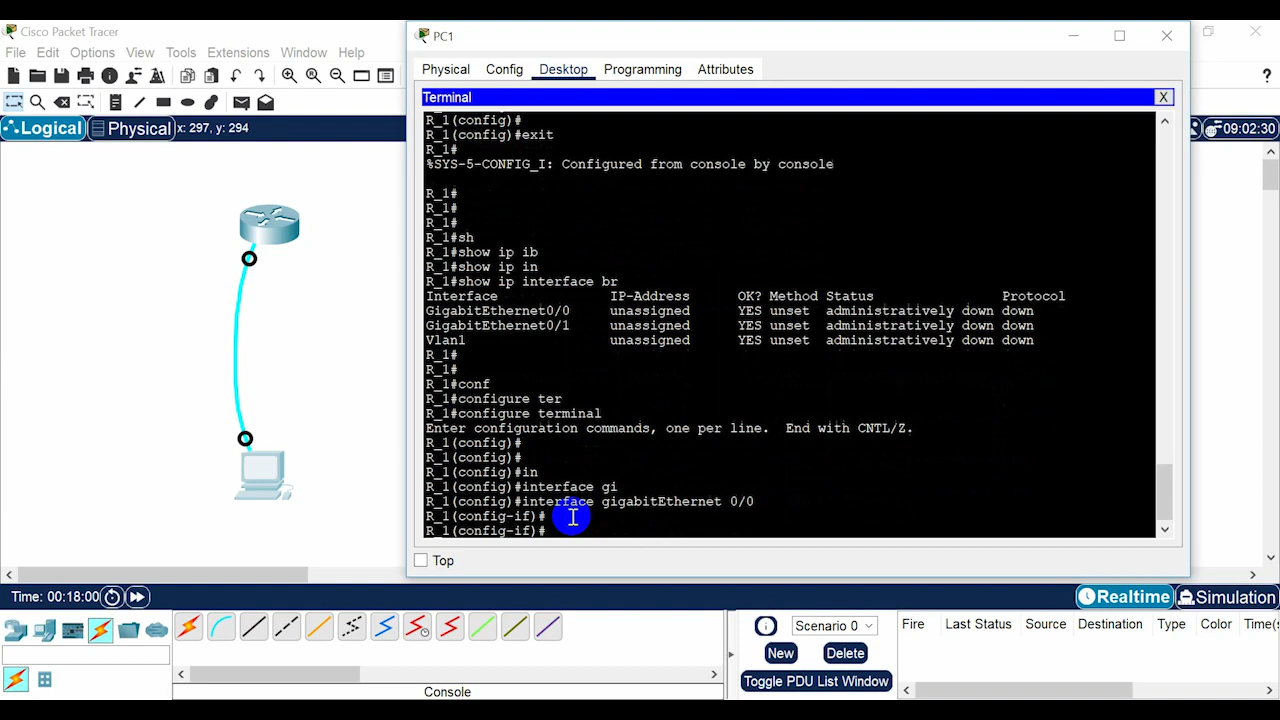 Cisco Packet Tracer
File Edit Options View Tools Extensions Window Help
?
Logical Physical x: 297, y: 294
09:02:30
PC1
Physical Config Desktop Programming Attributes
Terminal
X
R_1(config)#
R_1(config)#exit
R_1#
%SYS-5-CONFIG_I: Configured from console by console
R_1#
R_1#
R_1#
R_1#sh
R_1#show ip ib
R_1#show ip in
R_1#show ip interface br
Interface IP-Address OK? Method Status Protocol
GigabitEthernet0/0 unassigned YES unset administratively down down
GigabitEthernet0/1 unassigned YES unset administratively down down
Vlan1 unassigned YES unset administratively down down
R_1#
R_1#
R_1#conf
R_1#configure ter
R_1#configure terminal
Enter configuration commands, one per line. End with CNTL/Z.
R_1(config)#
R_1(config)#
R_1(config)#in
R_1(config)#interface gi
R_1(config)#interface gigabitEthernet 0/0
R_1(config-if)#
R_1(config-if)#
Top
Time: 00:18:00
Realtime Simulation
Scenario 0
New Delete
Toggle PDU List Window
Fire Last Status Source Destination Type Color Time(s
Console